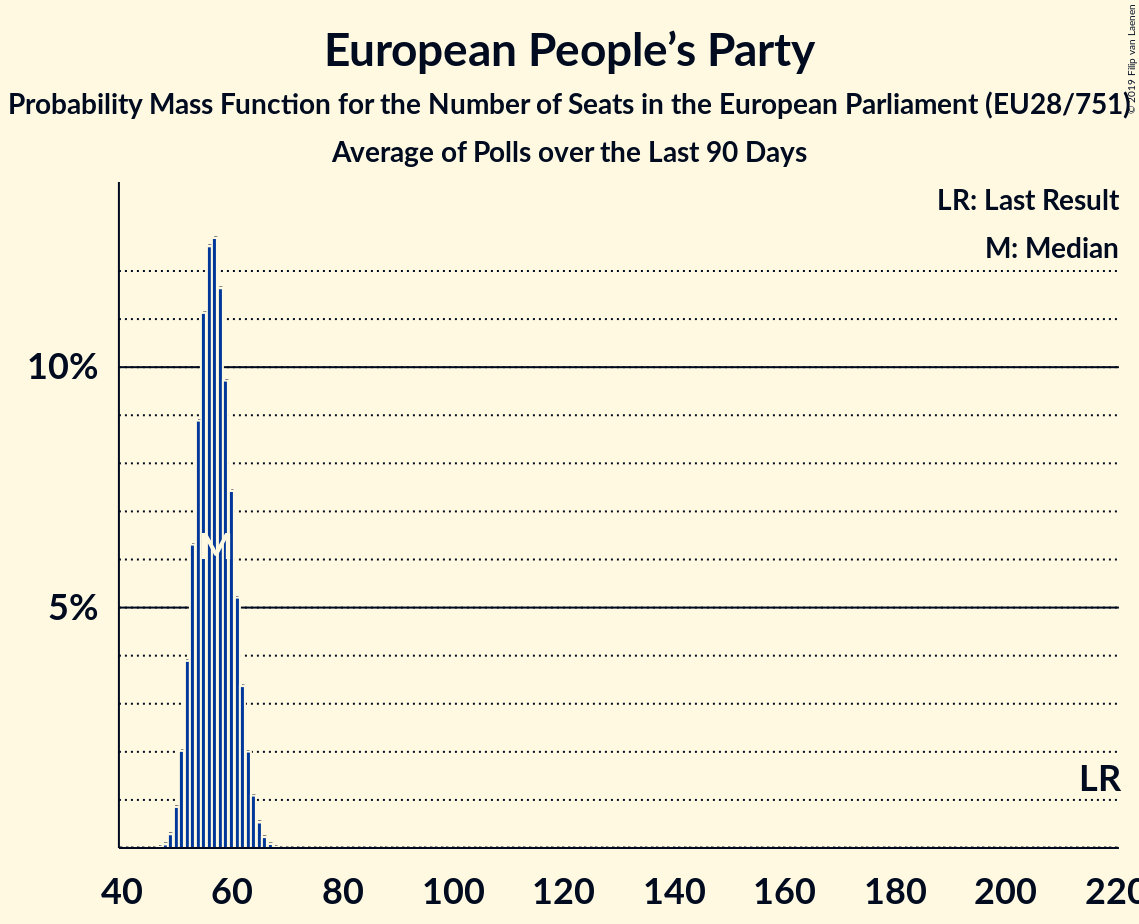 European People’s Party
Probability Mass Function for the Number of Seats in the European Parliament (EU28/751)
Average of Polls over the Last 90 Days
© 2019 Filip van Laenen
LR: Last Result
M: Median
10%
5%
M
LR
40 60 80 100 120 140 160 180 200 220